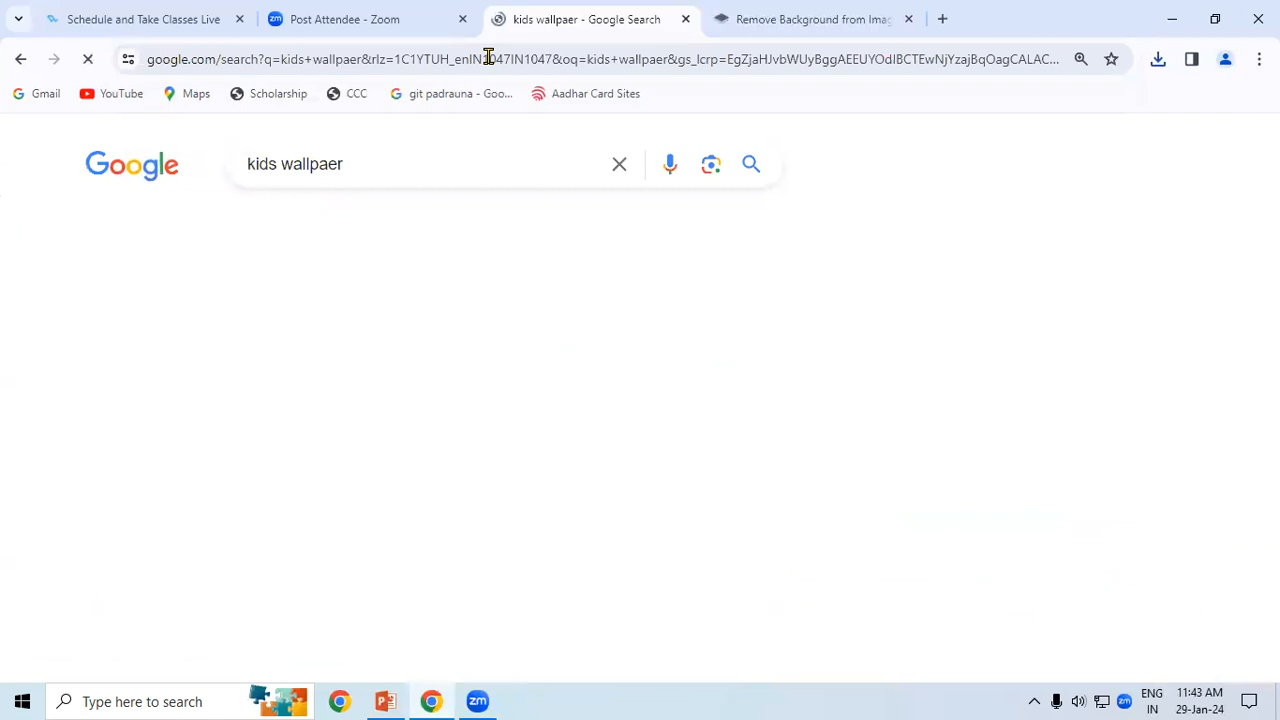 Schedule and Take Classes Live
Post Attendee - Zoom
kids wallpaer - Google Search
Remove Background from Imag
google.com/search?q=kids+wallpaer&rlz=1C1YTUH_enIN1047IN1047&oq=kids+wallpaer&gs_lcrp=EgZjaHJvbWUyBggAEEUYOdIBCTEwNjYzajBqOagCALAC...
Gmail
YouTube
Maps
Scholarship
CCC
git padrauna - Goo...
Aadhar Card Sites
Google
kids wallpaer
Type here to search
zm
zm
ENG
IN
11:43 AM
29-Jan-24